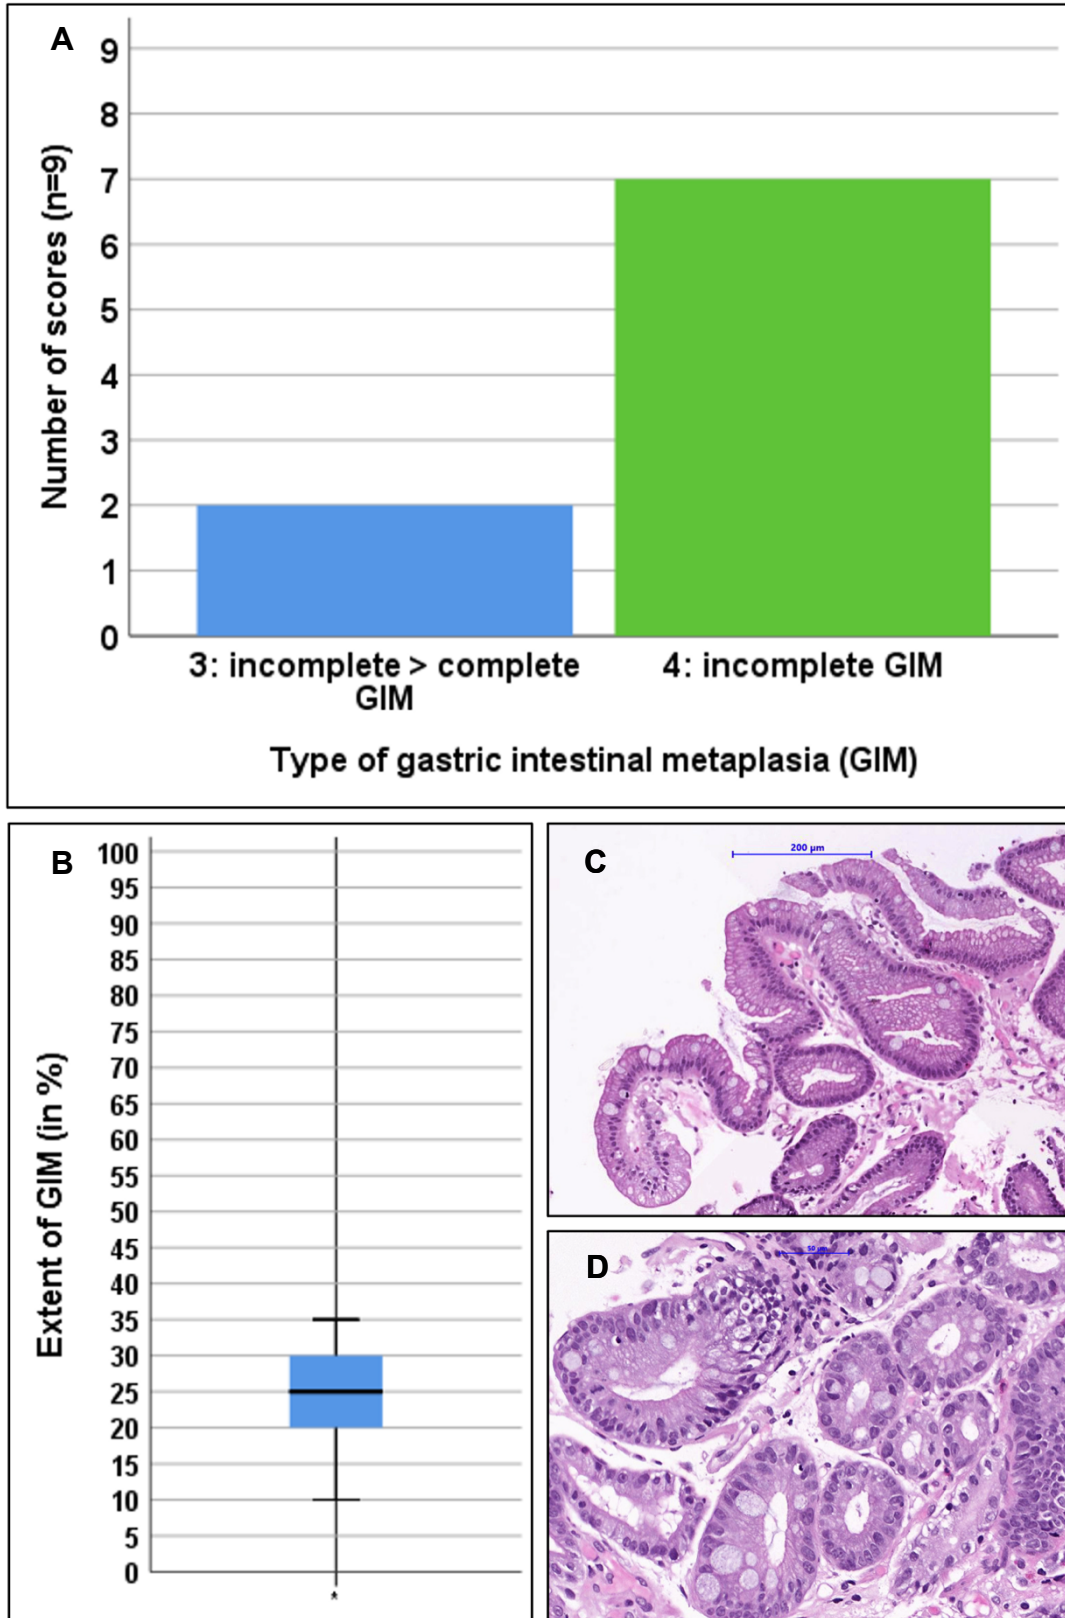 A
9
8
7
6
5
4
3
2
1
0
Number of scores (n=9)
3: incomplete > complete
GIM
4: incomplete GIM
Type of gastric intestinal metaplasia (GIM)
B
100
95
90
85
80
75
70
65
60
55
50
45
40
35
30
25
20
15
10
5
0
Extent of GIM (in %)
*
C
200 µm
D
50 µm